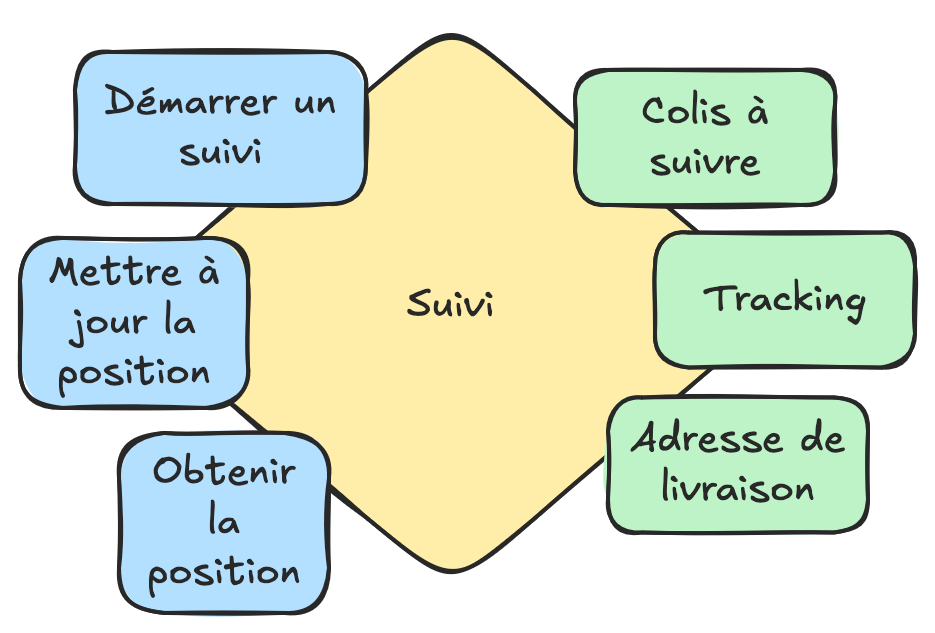 Démarrer un
suivi
Mettre à
jour la
position
Obtenir
la
position
Suivi
Colis à
suivre
Tracking
Adresse de
livraison